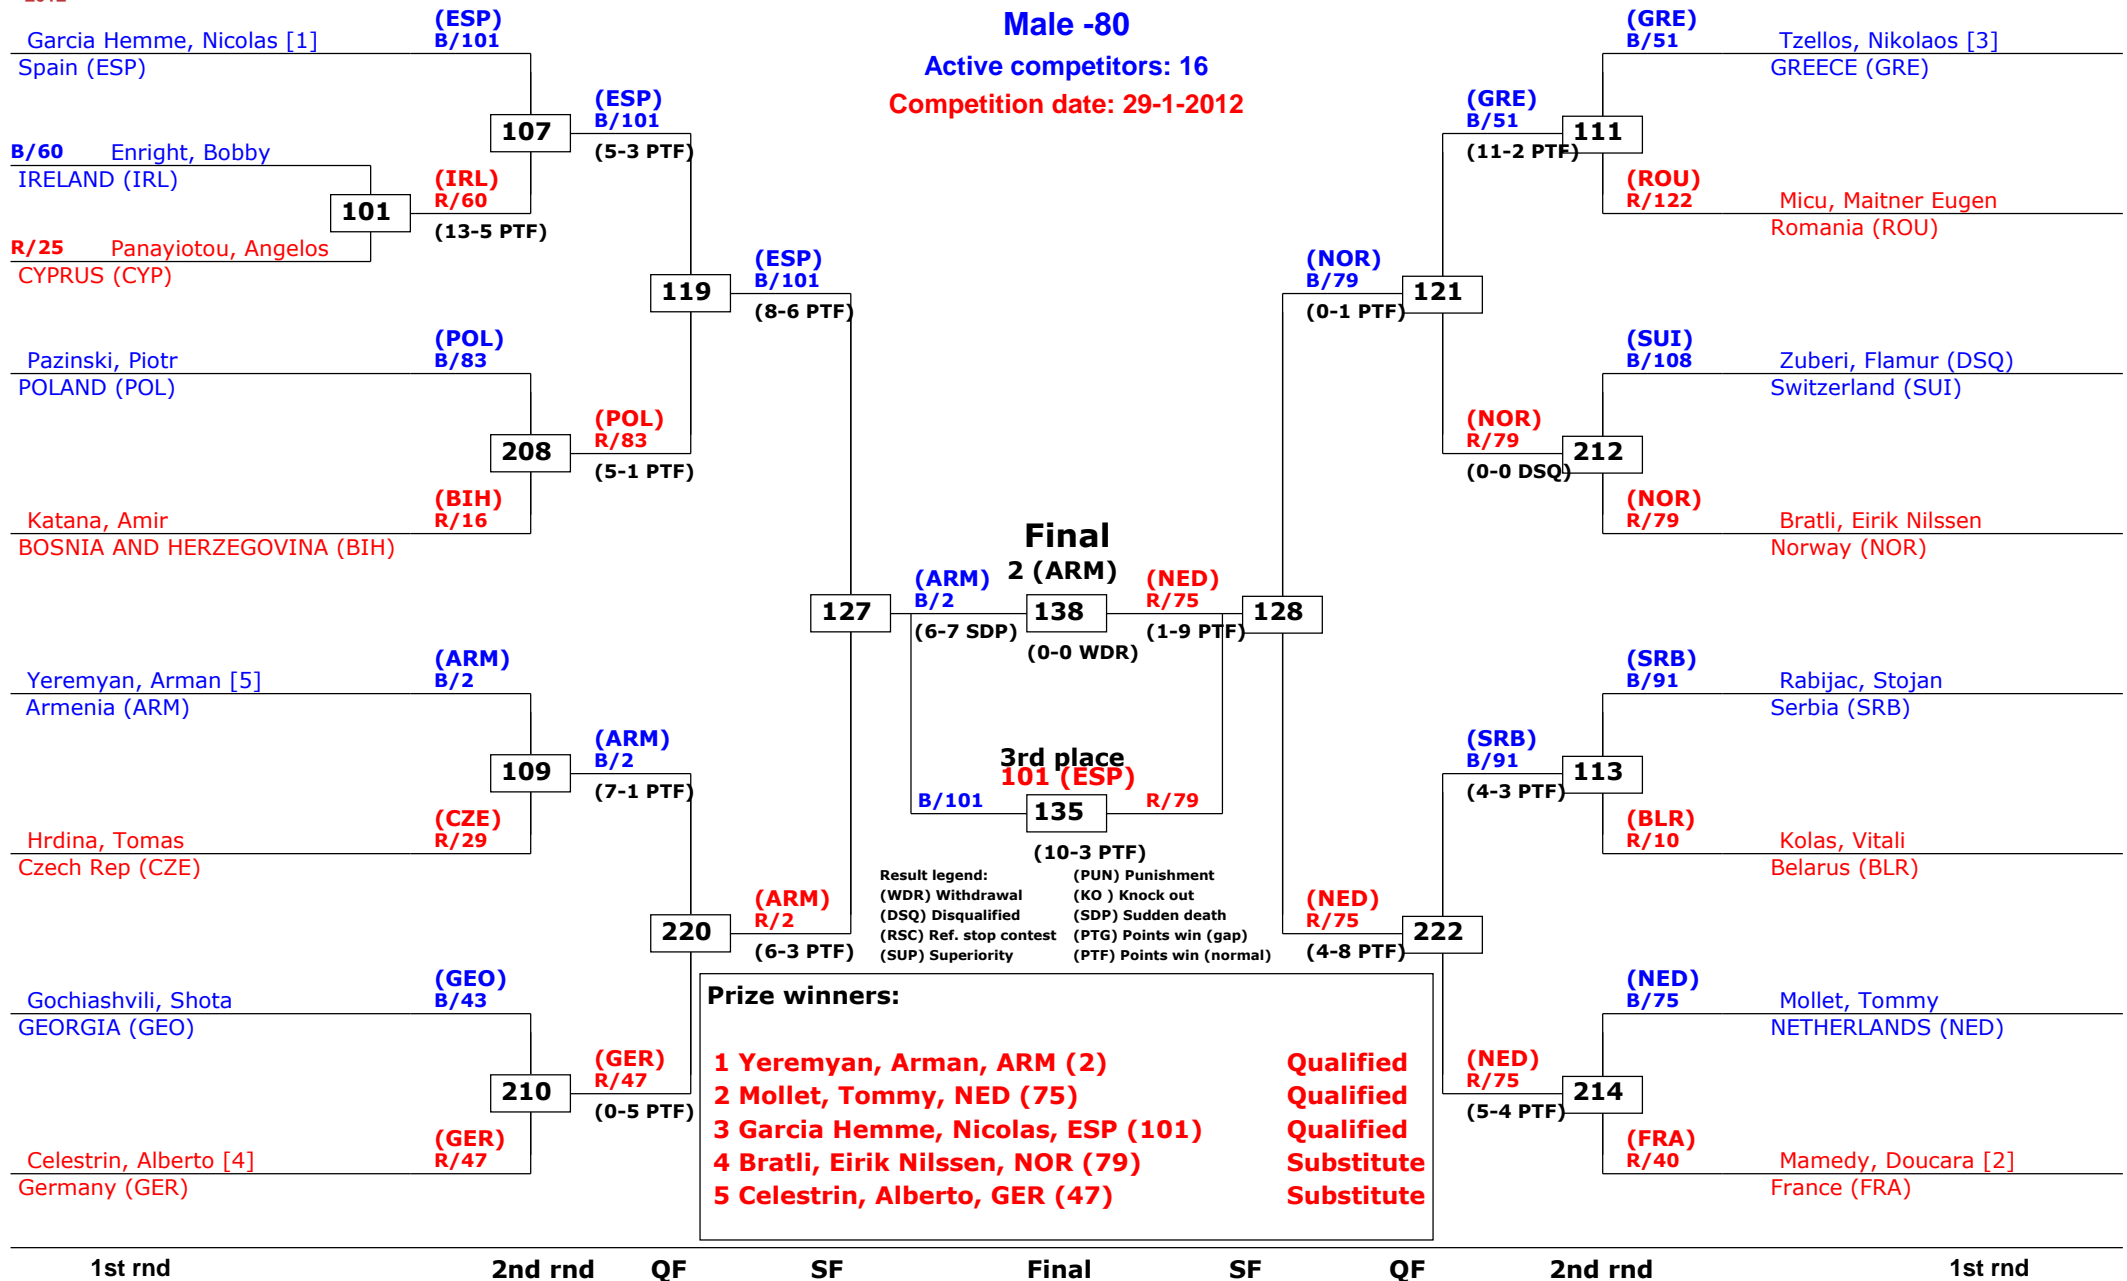 2012
Male -80
Active competitors: 16
Competition date: 29-1-2012
Garcia Hemme, Nicolas [1]
Spain (ESP)
(ESP)
B/101
B/60 Enright, Bobby
IRELAND (IRL)
R/25 Panayiotou, Angelos
CYPRUS (CYP)
101
(IRL)
R/60
(13-5 PTF)
107
(ESP)
B/101
(5-3 PTF)
Pazinski, Piotr
POLAND (POL)
(POL)
B/83
Katana, Amir
BOSNIA AND HERZEGOVINA (BIH)
(BIH)
R/16
208
(POL)
R/83
(5-1 PTF)
119
(ESP)
B/101
(8-6 PTF)
Yeremyan, Arman [5]
Armenia (ARM)
(ARM)
B/2
Hrdina, Tomas
Czech Rep (CZE)
(CZE)
R/29
109
(ARM)
B/2
(7-1 PTF)
Gochiashvili, Shota
GEORGIA (GEO)
(GEO)
B/43
Celestrin, Alberto [4]
Germany (GER)
(GER)
R/47
210
(GER)
R/47
(0-5 PTF)
220
(ARM)
R/2
(6-3 PTF)
127
(ARM)
B/2
(6-7 SDP)
Final
2 (ARM)
138
(0-0 WDR)
(NED)
R/75
(1-9 PTF)
128
3rd place
101 (ESP)
B/101
135
R/79
(10-3 PTF)
(GRE)
B/51
Tzellos, Nikolaos [3]
GREECE (GRE)
(ROU)
R/122
Micu, Maitner Eugen
Romania (ROU)
111
(GRE)
B/51
(11-2 PTF)
(SUI)
B/108
Zuberi, Flamur (DSQ)
Switzerland (SUI)
(NOR)
R/79
Bratli, Eirik Nilssen
Norway (NOR)
212
(NOR)
R/79
(0-0 DSQ)
121
(NOR)
B/79
(0-1 PTF)
(SRB)
B/91
Rabijac, Stojan
Serbia (SRB)
(BLR)
R/10
Kolas, Vitali
Belarus (BLR)
113
(SRB)
B/91
(4-3 PTF)
(NED)
B/75
Mollet, Tommy
NETHERLANDS (NED)
(FRA)
R/40
Mamedy, Doucara [2]
France (FRA)
214
(NED)
R/75
(5-4 PTF)
222
(NED)
R/75
(4-8 PTF)
Result legend: (PUN) Punishment
(WDR) Withdrawal (KO ) Knock out
(DSQ) Disqualified (SDP) Sudden death
(RSC) Ref. stop contest (PTG) Points win (gap)
(SUP) Superiority (PTF) Points win (normal)
Prize winners:
1 Yeremyan, Arman, ARM (2) Qualified
2 Mollet, Tommy, NED (75) Qualified
3 Garcia Hemme, Nicolas, ESP (101) Qualified
4 Bratli, Eirik Nilssen, NOR (79) Substitute
5 Celestrin, Alberto, GER (47) Substitute
1st rnd 2nd rnd QF SF Final SF QF 2nd rnd 1st rnd